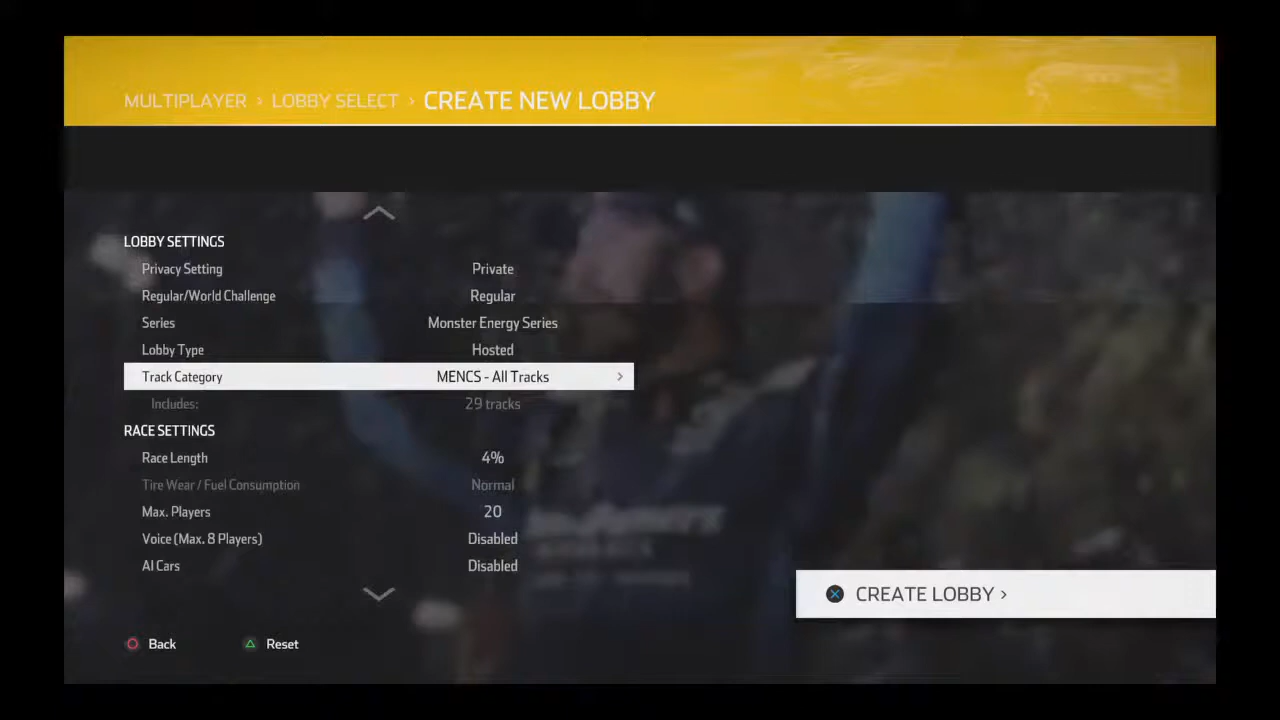 MULTIPLAYER › LOBBY SELECT › CREATE NEW LOBBY
LOBBY SETTINGS
Privacy Setting Private
Regular/World Challenge Regular
Series Monster Energy Series
Lobby Type Hosted
Track Category MENCS - All Tracks ›
Includes: 29 tracks
RACE SETTINGS
Race Length 4%
Tire Wear / Fuel Consumption Normal
Max. Players 20
Voice (Max. 8 Players) Disabled
AI Cars Disabled
CREATE LOBBY ›
Back Reset